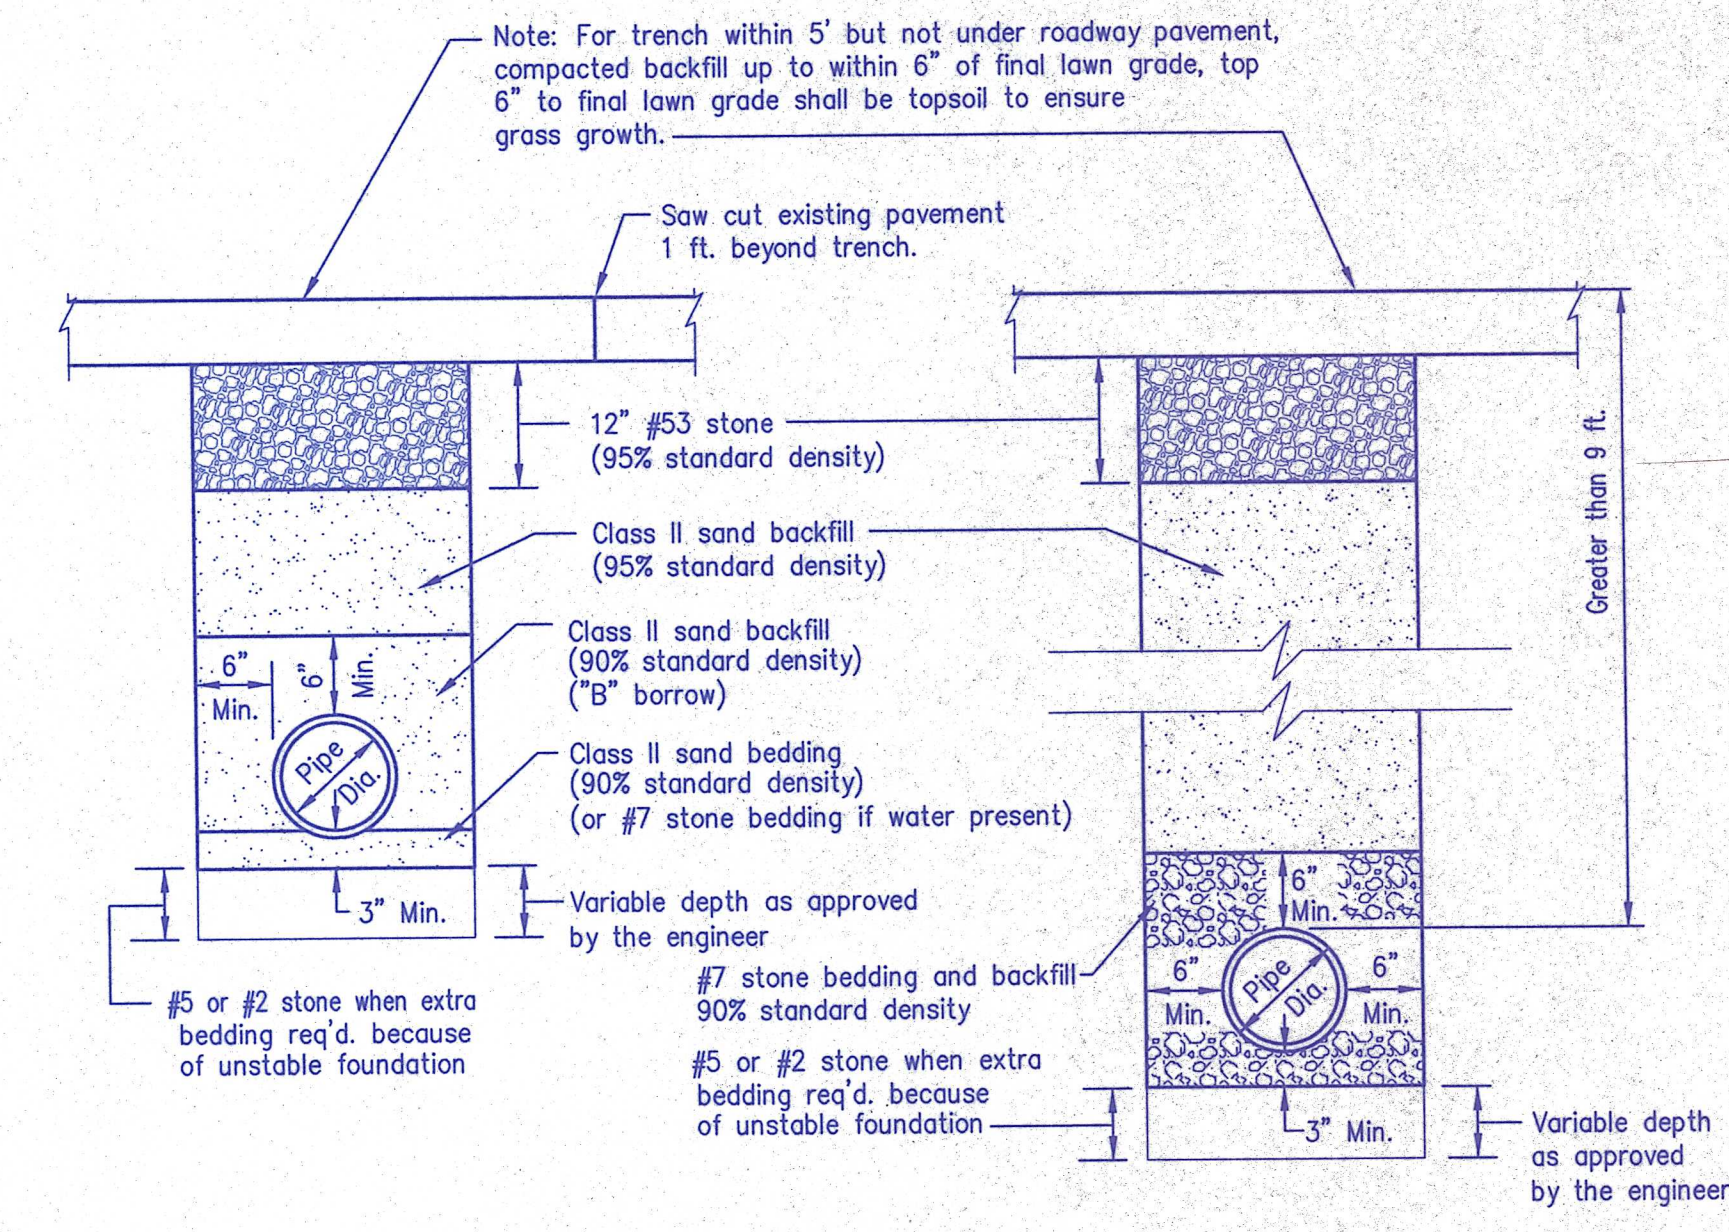 Note: For trench within 5' but not under roadway pavement,
compacted backfill up to within 6" of final lawn grade, top
6" to final lawn grade shall be topsoil to ensure
grass growth.
Saw cut existing pavement
1 ft. beyond trench.
12" #53 stone
(95% standard density)
Class II sand backfill
(95% standard density)
Class II sand backfill
(90% standard density)
("B" borrow)
Class II sand bedding
(90% standard density)
(or #7 stone bedding if water present)
6"
Min.
6"
Min.
Pipe
Dia.
3" Min.
Variable depth as approved
by the engineer
#5 or #2 stone when extra
bedding req'd. because
of unstable foundation
Greater than 9 ft.
6"
Min.
#7 stone bedding and backfill
90% standard density
6"
Min.
Pipe
Dia.
6"
Min.
#5 or #2 stone when extra
bedding req'd. because
of unstable foundation
3" Min.
Variable depth
as approved
by the engineer